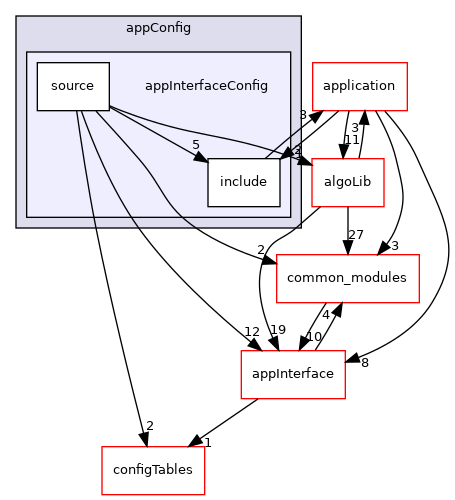 appConfig
source
appInterfaceConfig
application
3
3
11
5
include
algoLib
27
2
3
common_modules
12
19
4
10
8
appInterface
2
1
configTables